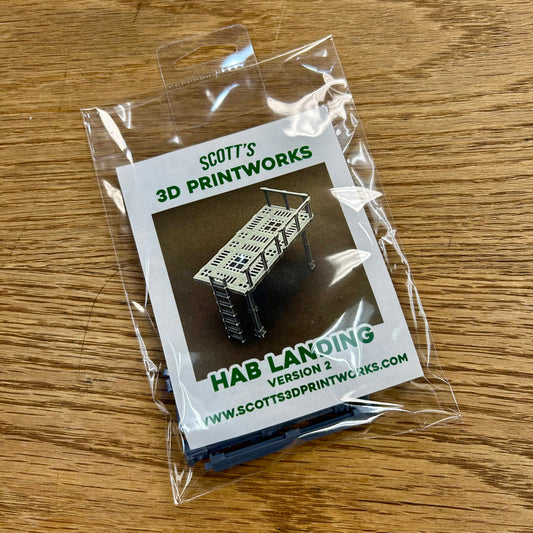 SCOTT'S
3D PRINTWORKS
HAB LANDING
VERSION 2
WWW.SCOTTS3DPRINTWORKS.COM